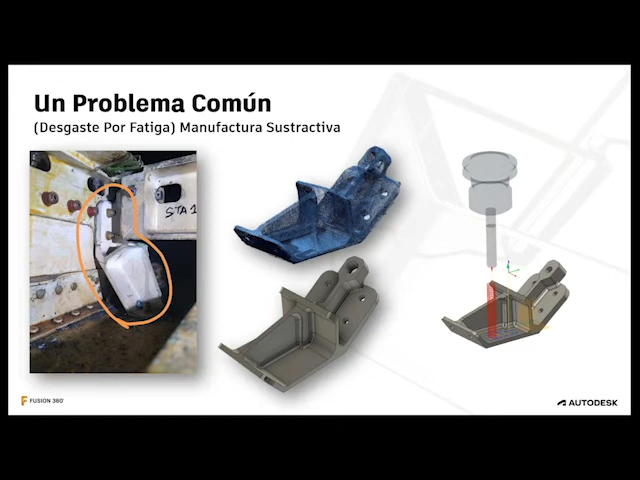 Un Problema Común
(Desgaste Por Fatiga) Manufactura Sustractiva
STA 1
FUSION 360
AUTODESK